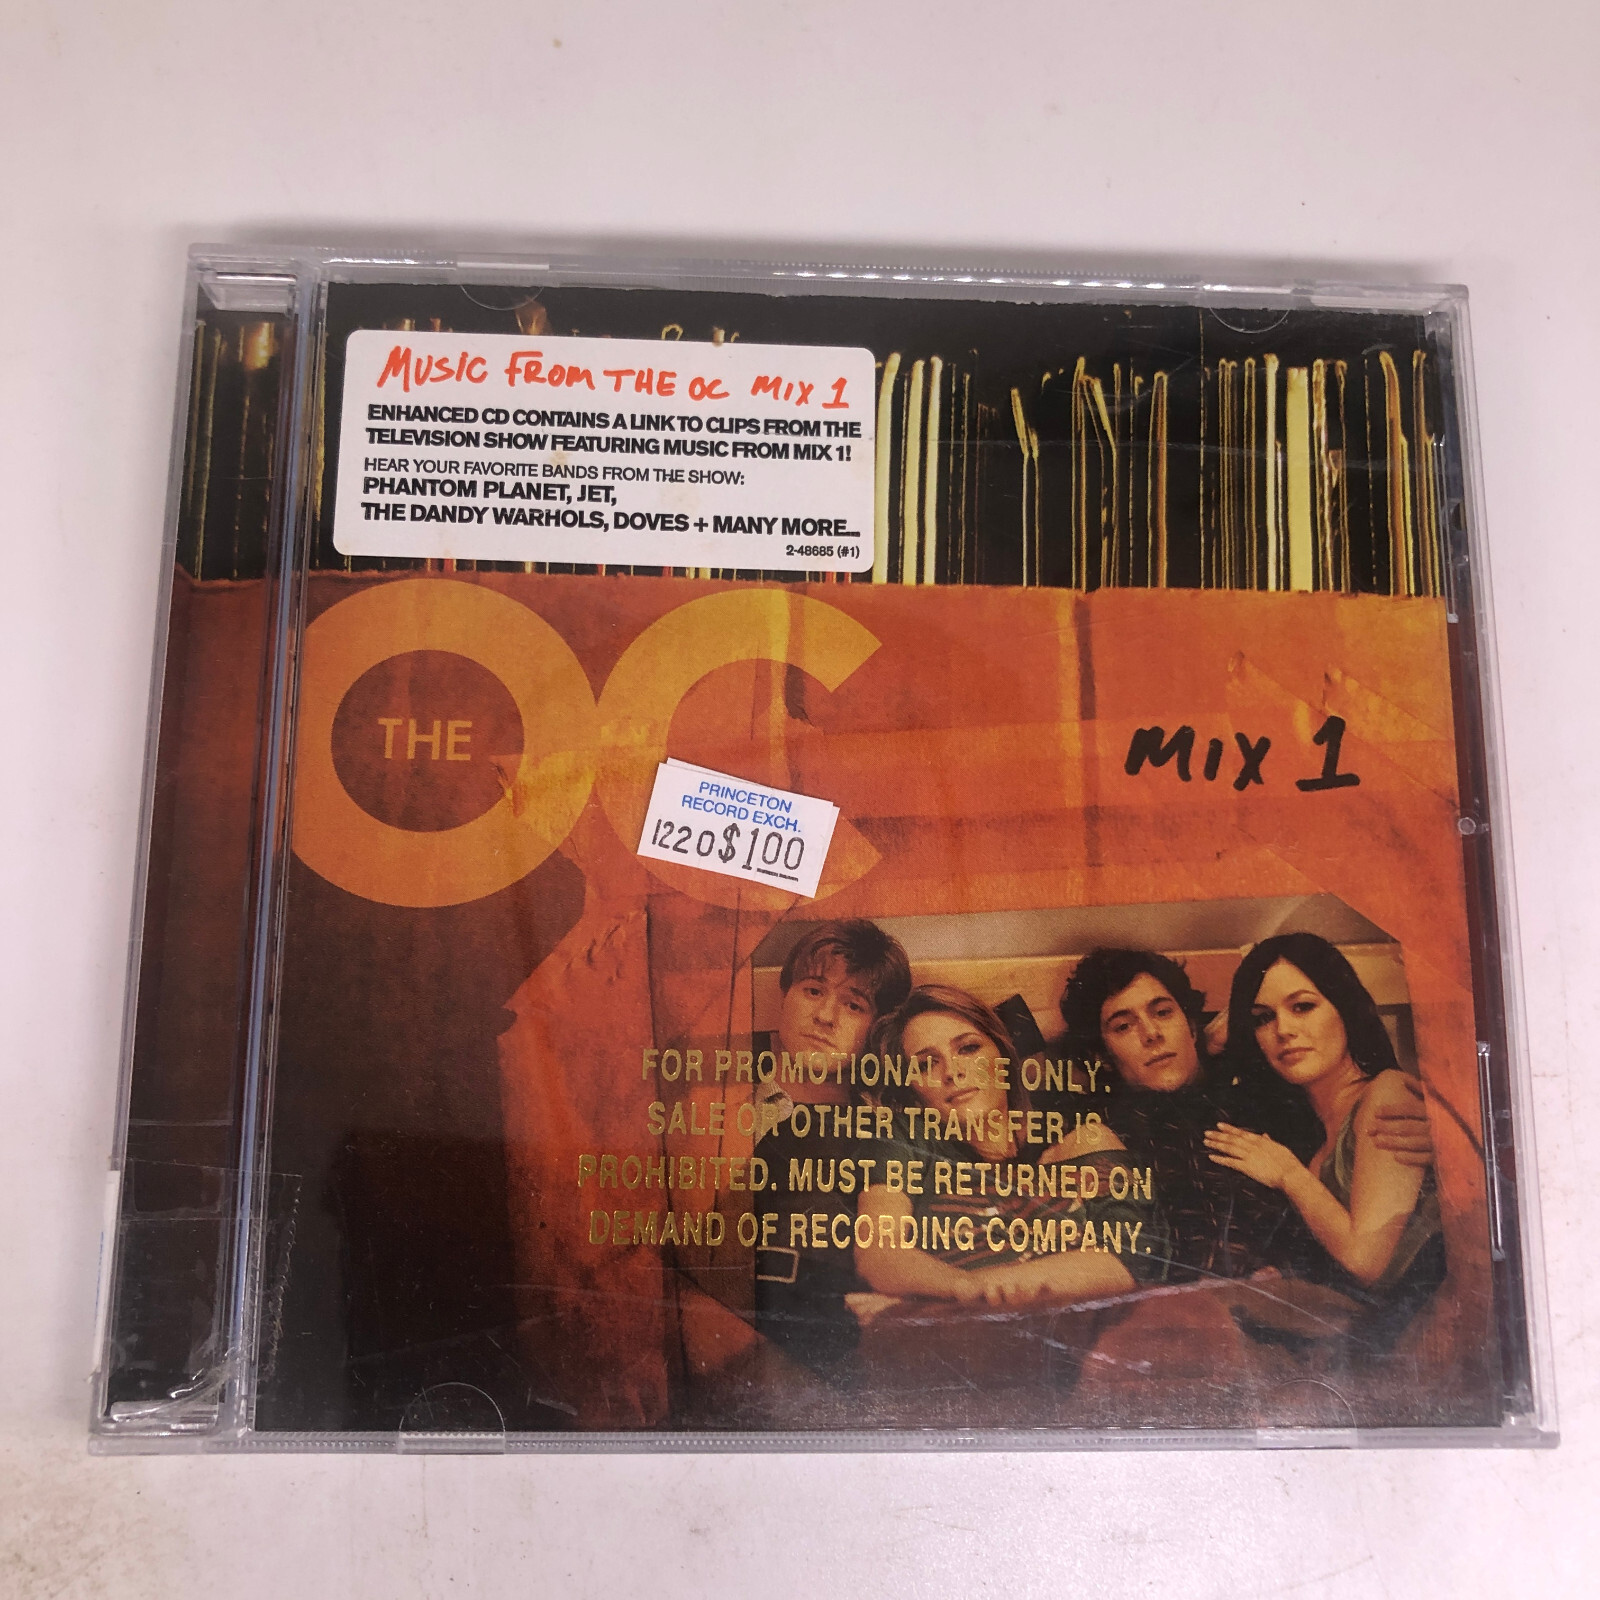 MUSIC FROM THE OC MIX 1
ENHANCED CD CONTAINS A LINK TO CLIPS FROM THE
TELEVISION SHOW FEATURING MUSIC FROM MIX 1!
HEAR YOUR FAVORITE BANDS FROM THE SHOW:
PHANTOM PLANET, JET,
THE DANDY WARHOLS, DOVES + MANY MORE...
2-48685 (#1)
THE OC
MIX 1
PRINCETON
RECORD EXCH.
1220 $1.00
FOR PROMOTIONAL USE ONLY.
SALE OR OTHER TRANSFER IS
PROHIBITED. MUST BE RETURNED ON
DEMAND OF RECORDING COMPANY.